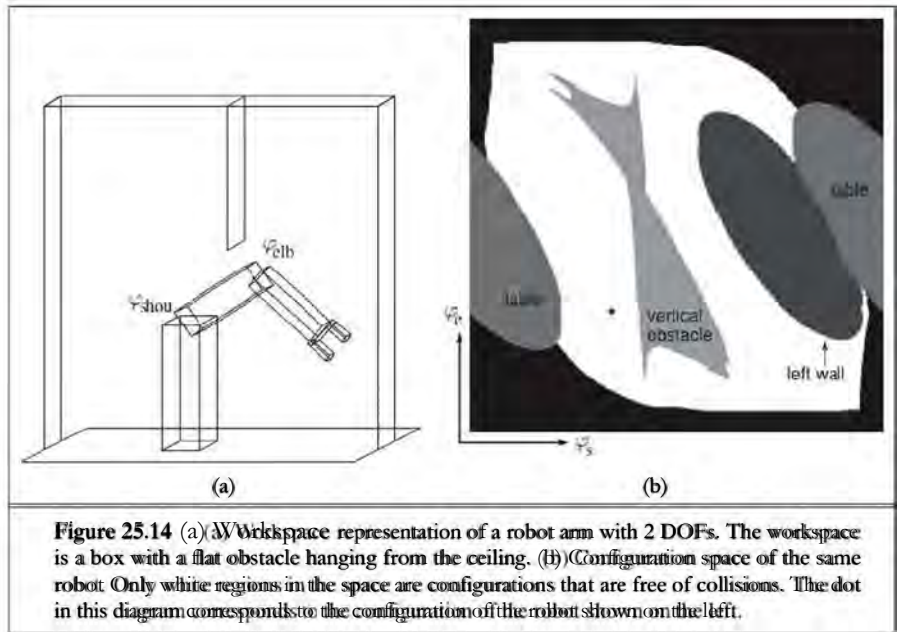 φelb
φshou
(a)
table
table
vertical
obstacle
left wall
φe
φs
(b)
Figure 25.14 (a) Workspace representation of a robot arm with 2 DOFs. The workspace
is a box with a flat obstacle hanging from the ceiling. (b) Configuration space of the same
robot. Only white regions in the space are configurations that are free of collisions. The dot
in this diagram corresponds to the configuration of the robot shown on the left.